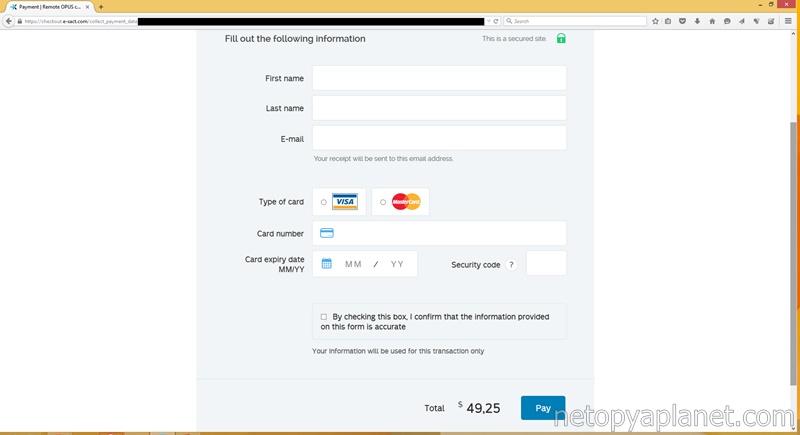 Payment | Remote OPUS c...
https://checkout.e-xact.com/collect_payment_data
Search
Fill out the following information
This is a secured site.
First name
Last name
E-mail
Your receipt will be sent to this email address.
Type of card
VISA
MasterCard
Card number
Card expiry date
MM/YY
MM / YY
Security code ?
By checking this box, I confirm that the information provided
on this form is accurate
Your information will be used for this transaction only
Total $ 49,25
Pay
netopyaplanet.com